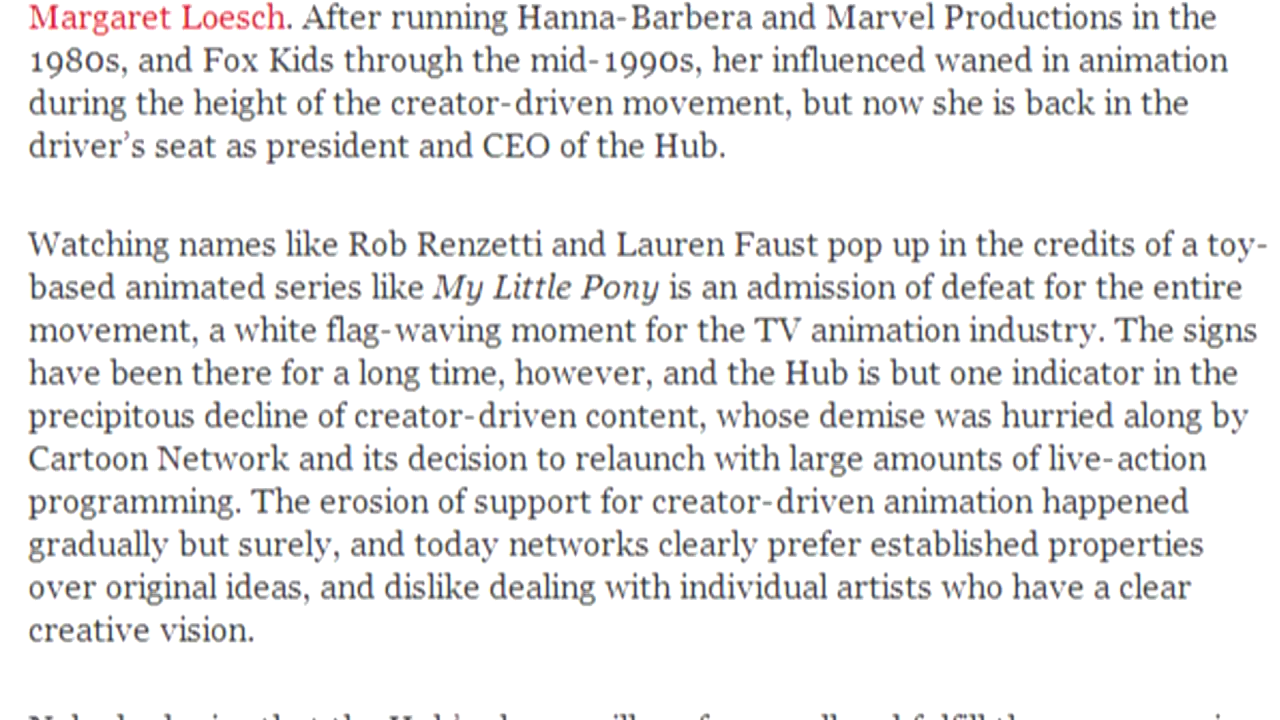 Margaret Loesch. After running Hanna-Barbera and Marvel Productions in the
1980s, and Fox Kids through the mid-1990s, her influenced waned in animation
during the height of the creator-driven movement, but now she is back in the
driver’s seat as president and CEO of the Hub.
Watching names like Rob Renzetti and Lauren Faust pop up in the credits of a toy-
based animated series like My Little Pony is an admission of defeat for the entire
movement, a white flag-waving moment for the TV animation industry. The signs
have been there for a long time, however, and the Hub is but one indicator in the
precipitous decline of creator-driven content, whose demise was hurried along by
Cartoon Network and its decision to relaunch with large amounts of live-action
programming. The erosion of support for creator-driven animation happened
gradually but surely, and today networks clearly prefer established properties
over original ideas, and dislike dealing with individual artists who have a clear
creative vision.